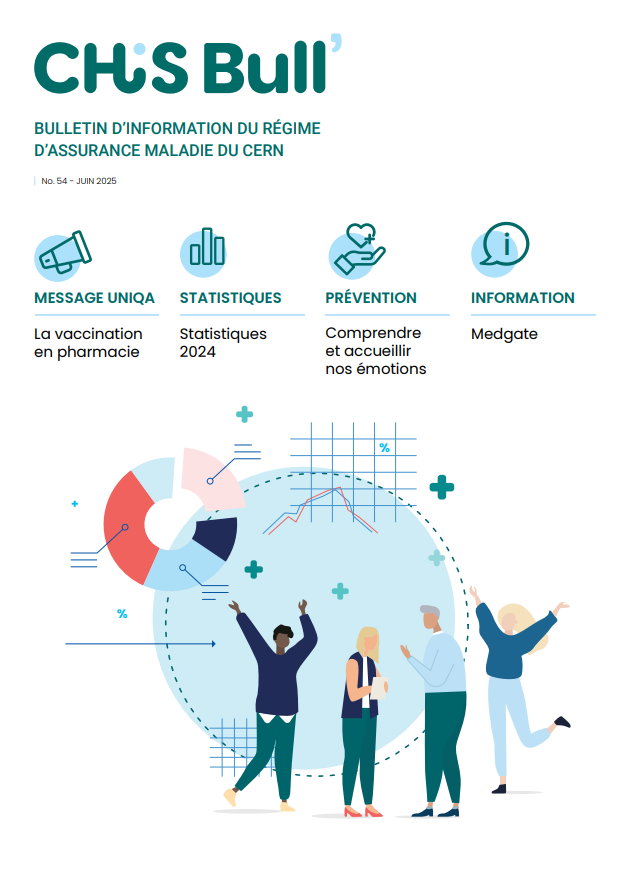 CHiS Bull'
BULLETIN D'INFORMATION DU RÉGIME
D'ASSURANCE MALADIE DU CERN
No. 54 - JUIN 2025
MESSAGE UNIQA
La vaccination
en pharmacie
STATISTIQUES
Statistiques
2024
PRÉVENTION
Comprendre
et accueillir
nos émotions
i
INFORMATION
Medgate
%
%